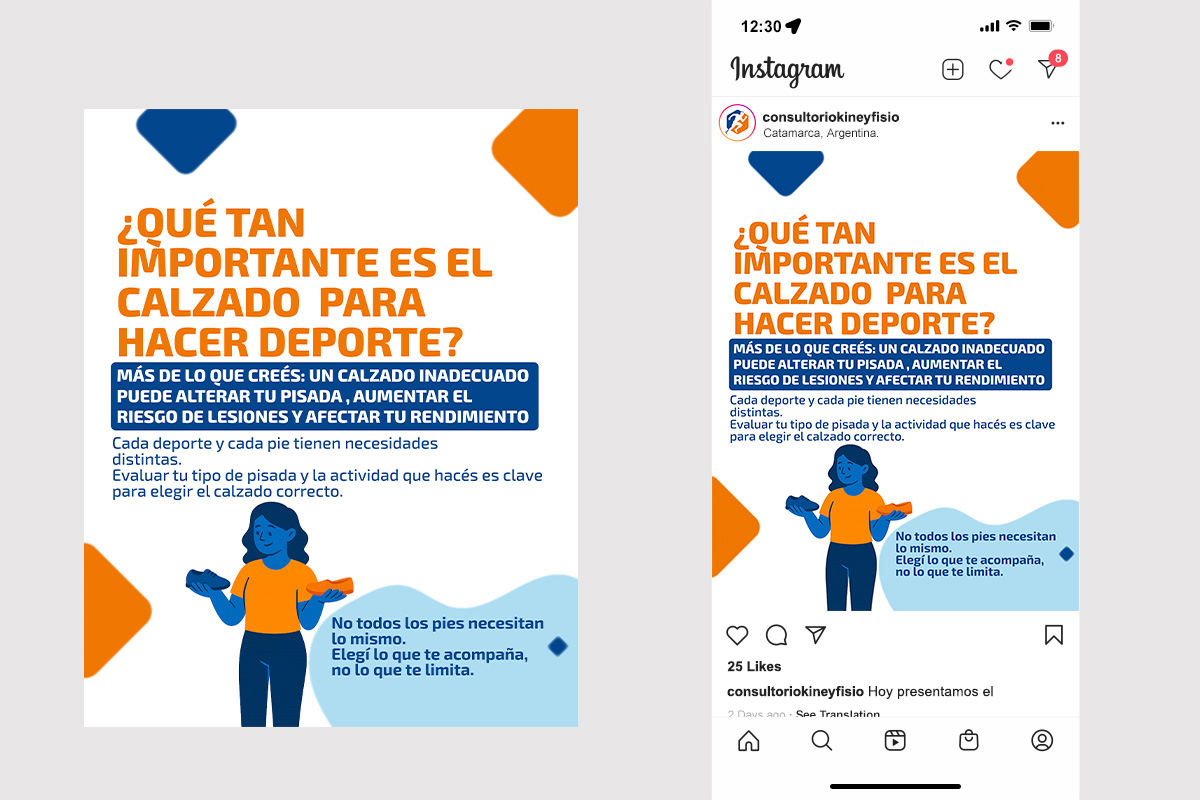 ¿QUÉ TAN
IMPORTANTE ES EL
CALZADO PARA
HACER DEPORTE?
MÁS DE LO QUE CREÉS: UN CALZADO INADECUADO
PUEDE ALTERAR TU PISADA , AUMENTAR EL
RIESGO DE LESIONES Y AFECTAR TU RENDIMIENTO
Cada deporte y cada pie tienen necesidades
distintas.
Evaluar tu tipo de pisada y la actividad que hacés es clave
para elegir el calzado correcto.
No todos los pies necesitan
lo mismo.
Elegí lo que te acompaña,
no lo que te limita.
12:30
Instagram
8
consultoriokineyfisio
Catamarca, Argentina.
¿QUÉ TAN
IMPORTANTE ES EL
CALZADO PARA
HACER DEPORTE?
MÁS DE LO QUE CREÉS: UN CALZADO INADECUADO
PUEDE ALTERAR TU PISADA , AUMENTAR EL
RIESGO DE LESIONES Y AFECTAR TU RENDIMIENTO
Cada deporte y cada pie tienen necesidades
distintas.
Evaluar tu tipo de pisada y la actividad que hacés es clave
para elegir el calzado correcto.
No todos los pies necesitan
lo mismo.
Elegí lo que te acompaña,
no lo que te limita.
25 Likes
consultoriokineyfisio Hoy presentamos el
2 Days ago · See Translation